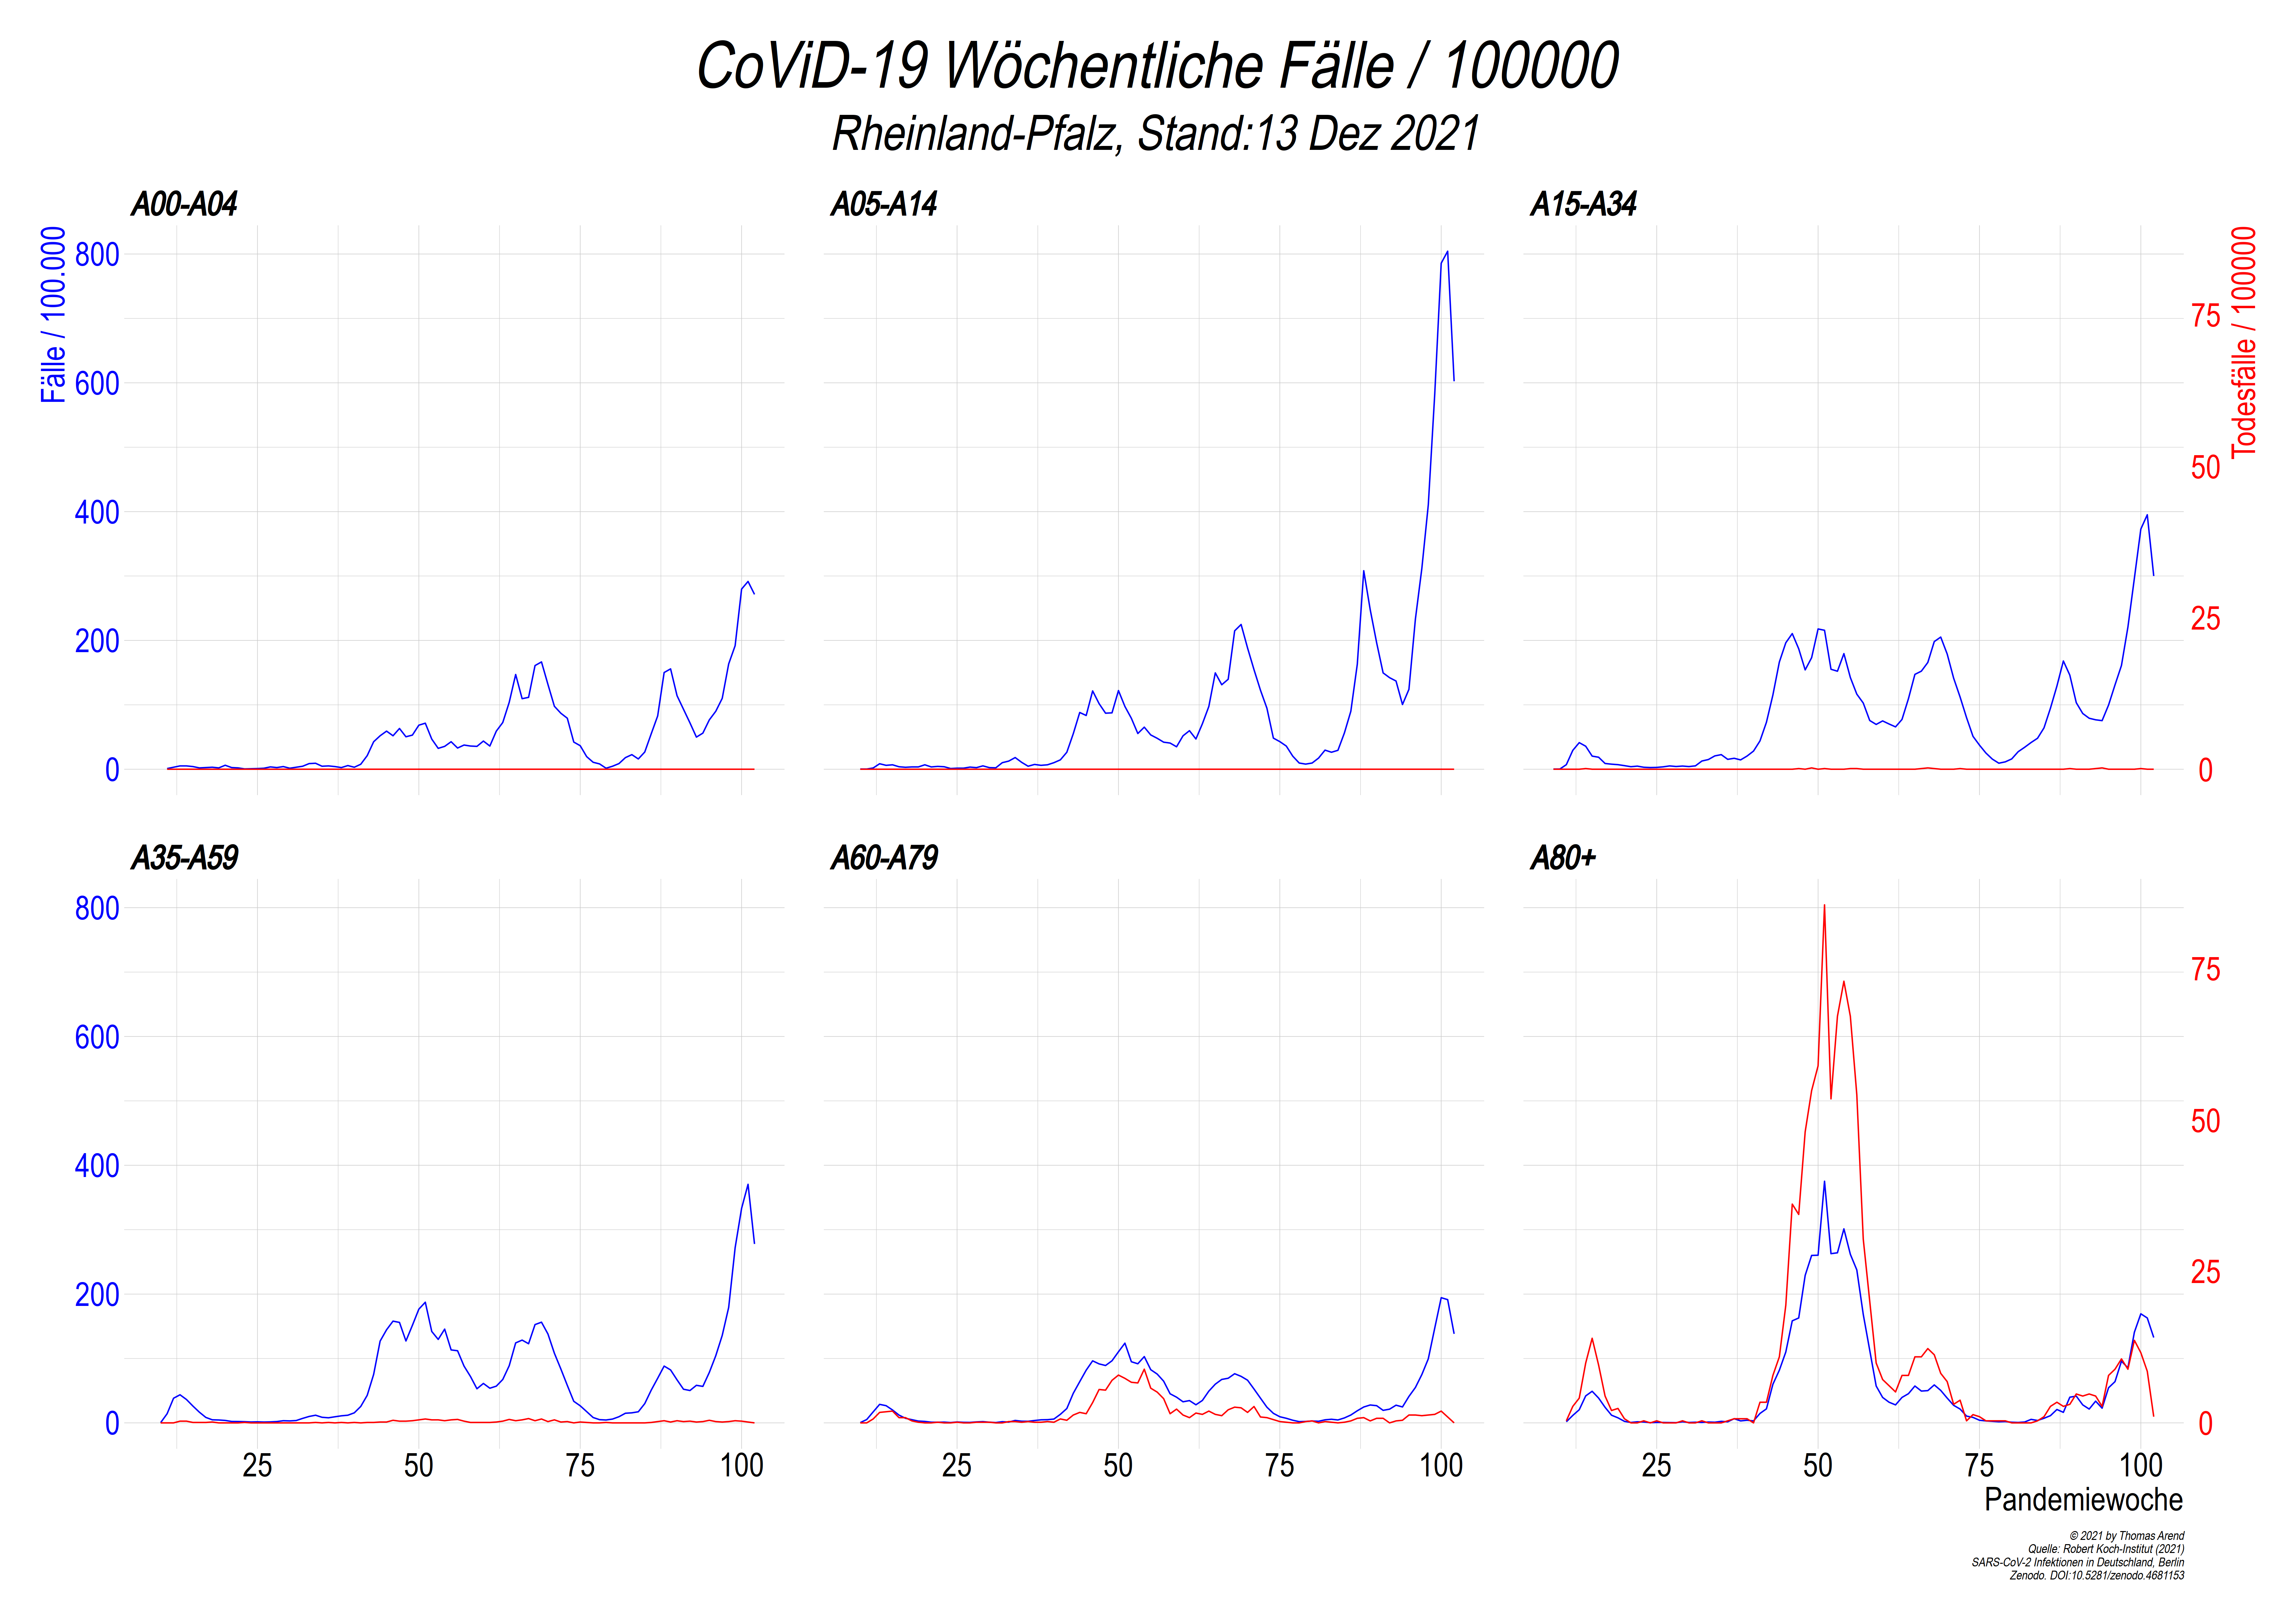 CoViD-19 Wöchentliche Fälle / 100000
Rheinland-Pfalz, Stand:13 Dez 2021
A00-A04
A05-A14
A15-A34
Fälle / 100.000
800
600
400
200
0
Todesfälle / 100000
75
50
25
0
A35-A59
A60-A79
A80+
800
600
400
200
0
75
50
25
0
25 50 75 100
25 50 75 100
25 50 75 100
Pandemiewoche
© 2021 by Thomas Arend
Quelle: Robert Koch-Institut (2021)
SARS-CoV-2 Infektionen in Deutschland, Berlin
Zenodo. DOI:10.5281/zenodo.4681153